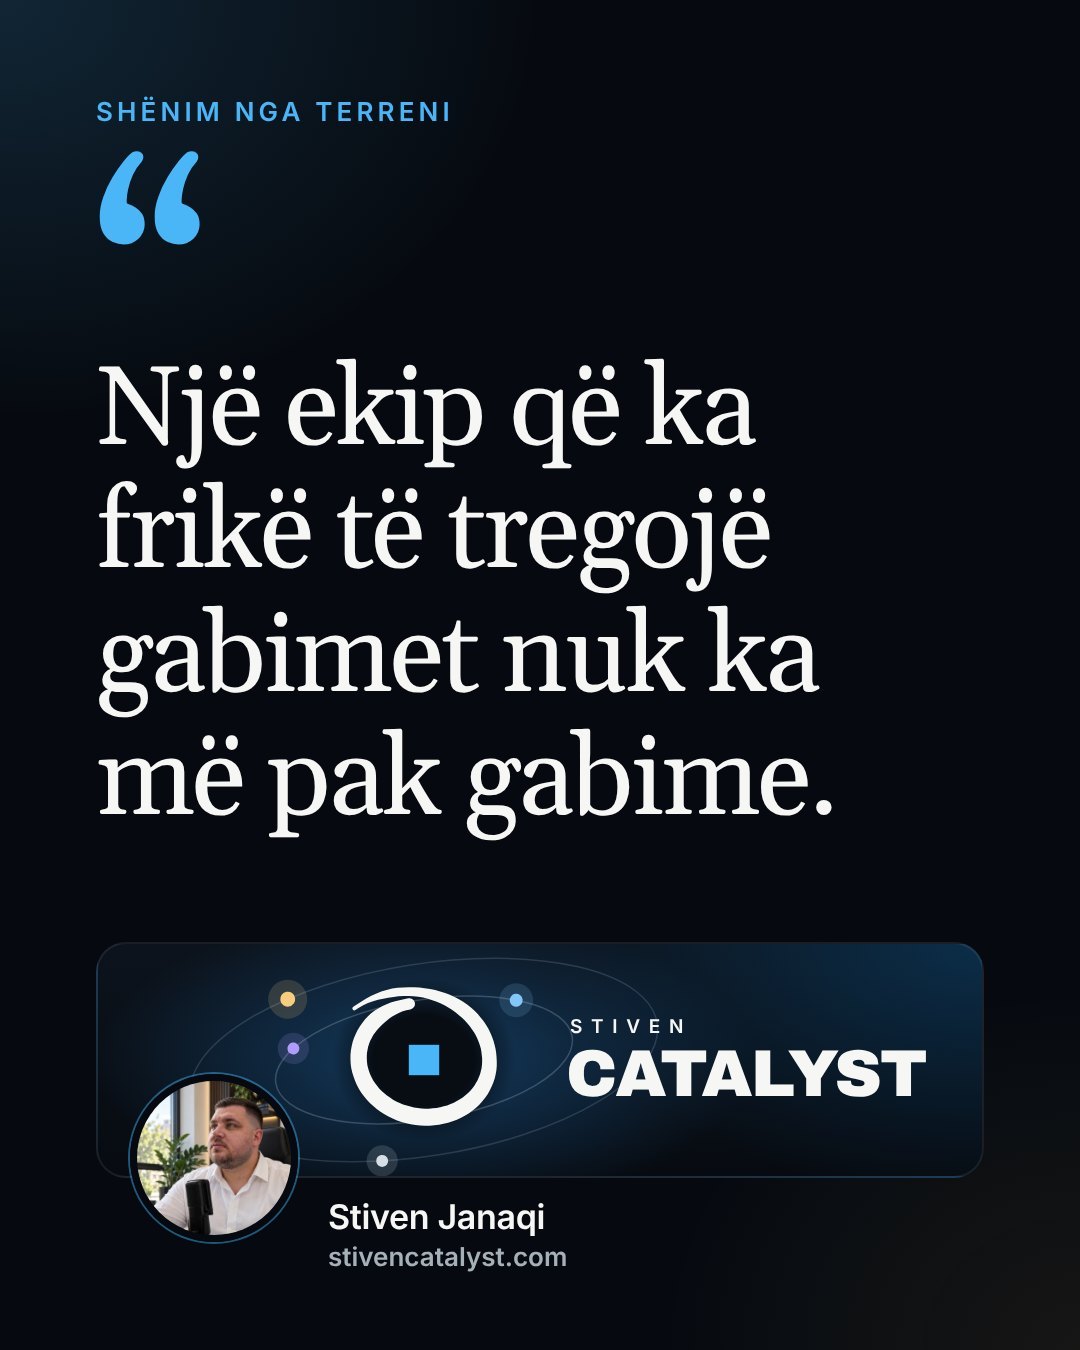 SHËNIM NGA TERRENI
“
Një ekip që ka
frikë të tregojë
gabimet nuk ka
më pak gabime.
STIVEN
CATALYST
Stiven Janaqi
stivencatalyst.com